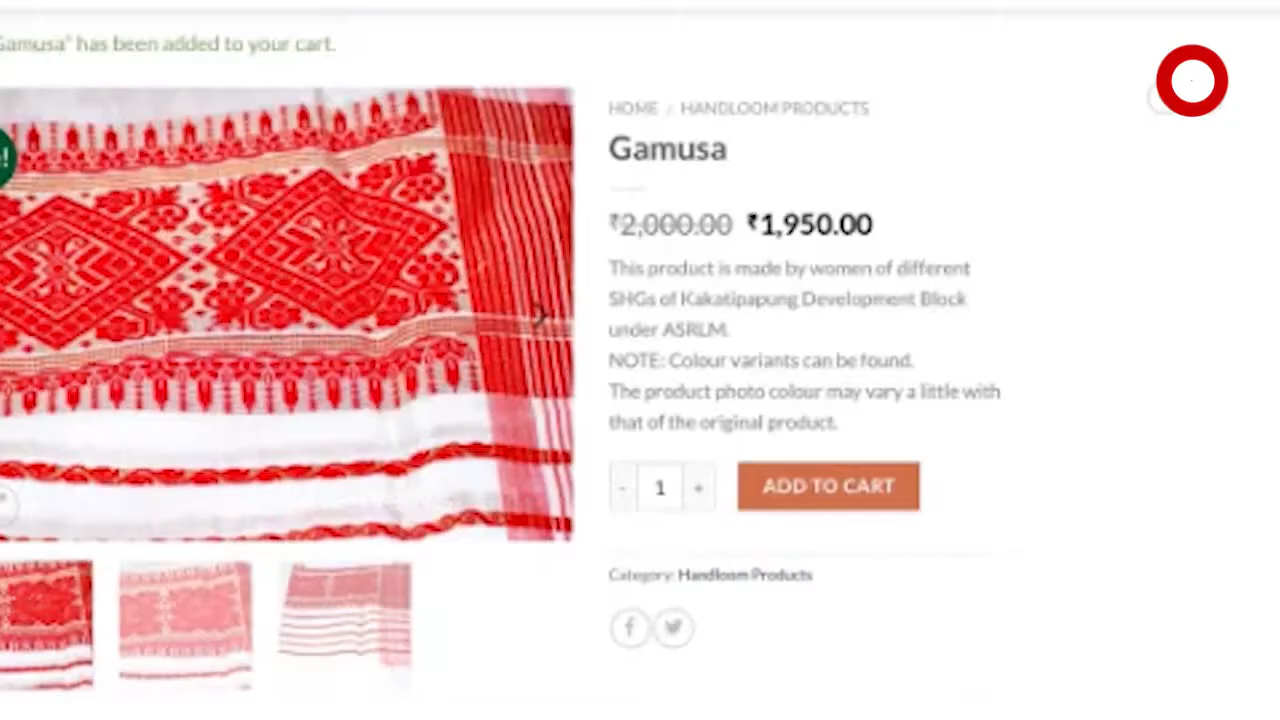 Gamusa" has been added to your cart.
HOME / HANDLOOM PRODUCTS
Gamusa
₹2,000.00 ₹1,950.00
This product is made by women of different
SHGs of Kakatipapung Development Block
under ASRLM.
NOTE: Colour variants can be found.
The product photo colour may vary a little with
that of the original product.
- 1 +
ADD TO CART
Category: Handloom Products